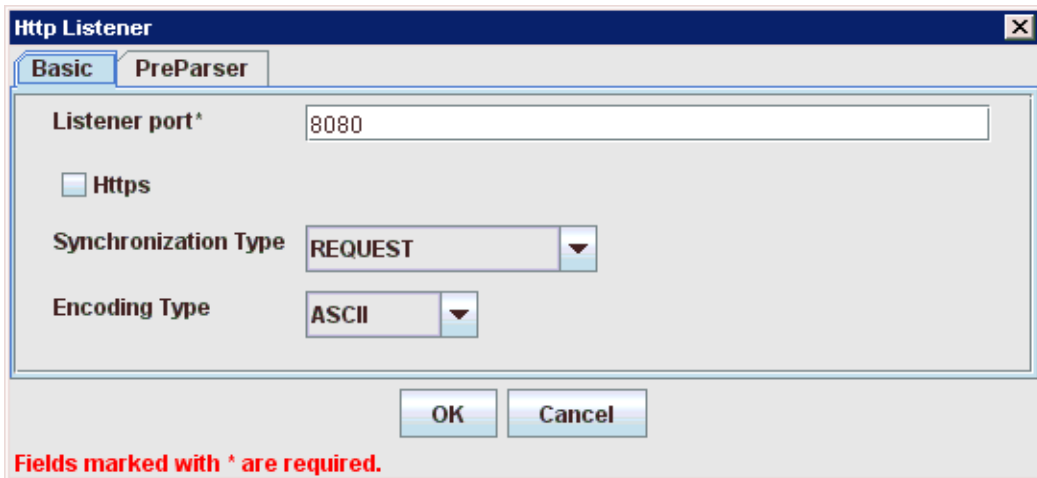 Http Listener
Basic PreParser
Listener port* 8080
Https
Synchronization Type REQUEST
Encoding Type ASCII
OK Cancel
Fields marked with * are required.